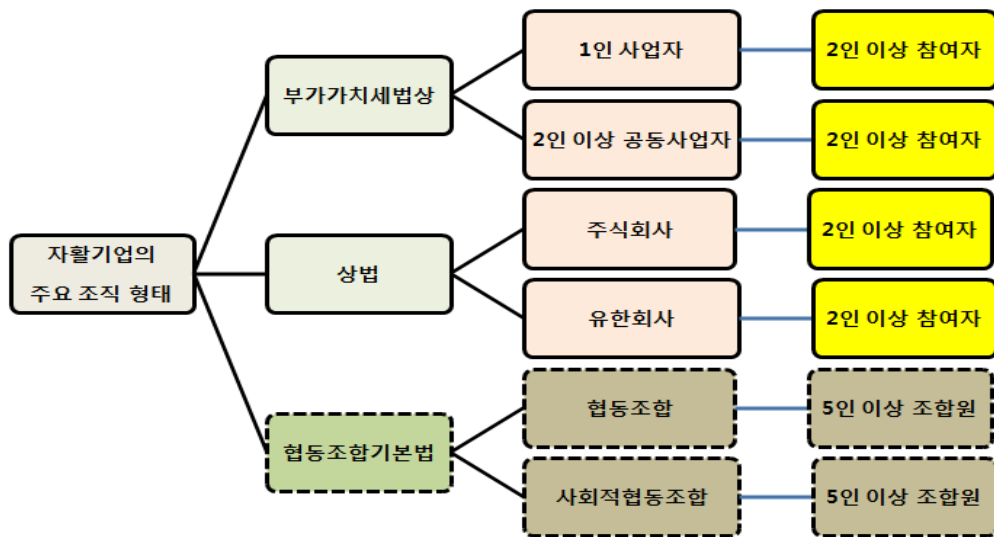 자활기업의
주요 조직 형태
부가가치세법상
1인 사업자
2인 이상 참여자
2인 이상 공동사업자
2인 이상 참여자
상법
주식회사
2인 이상 참여자
유한회사
2인 이상 참여자
협동조합기본법
협동조합
5인 이상 조합원
사회적협동조합
5인 이상 조합원